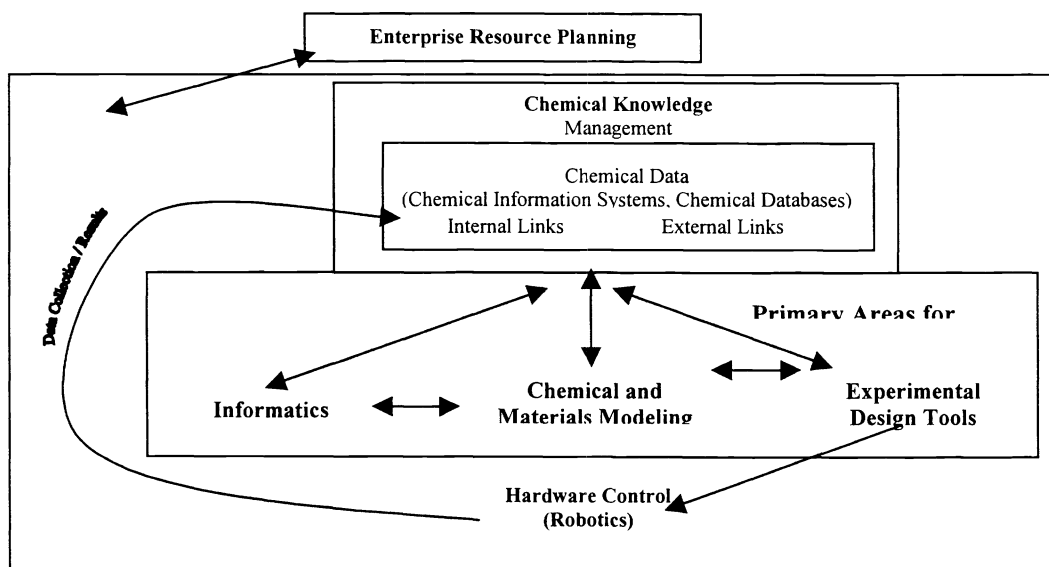 Enterprise Resource Planning
Chemical Knowledge
Management
Chemical Data
(Chemical Information Systems, Chemical Databases)
Internal Links External Links
Data Collection / Results
Primary Areas for
Informatics
Chemical and
Materials Modeling
Experimental
Design Tools
Hardware Control
(Robotics)